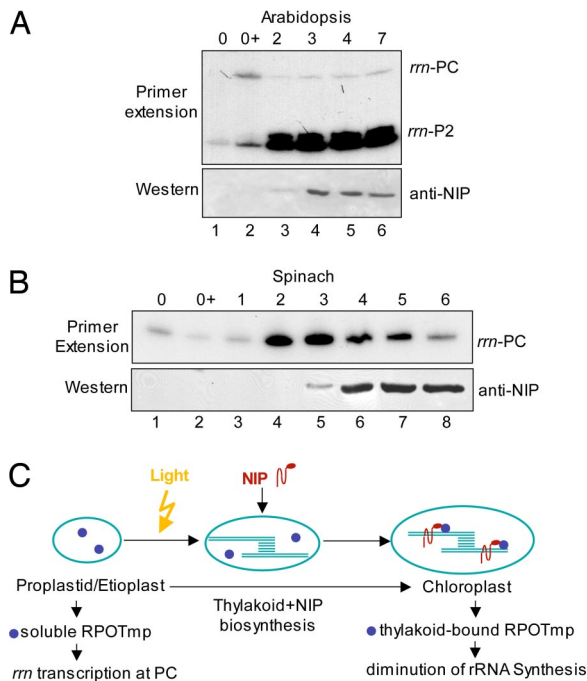 A
Arabidopsis
0 0+ 2 3 4 7
Primer extension
rrn-PC
rrn-P2
Western
anti-NIP
1 2 3 4 5 6
B
Spinach
0 0+ 1 2 3 4 5 6
Primer Extension
rrn-PC
Western
anti-NIP
1 2 3 4 5 6 7 8
C
Light
NIP
Proplastid/Etioplast
Thylakoid+NIP
biosynthesis
Chloroplast
soluble RPOTmp
thylakoid-bound RPOTmp
rrn transcription at PC
diminution of rRNA Synthesis